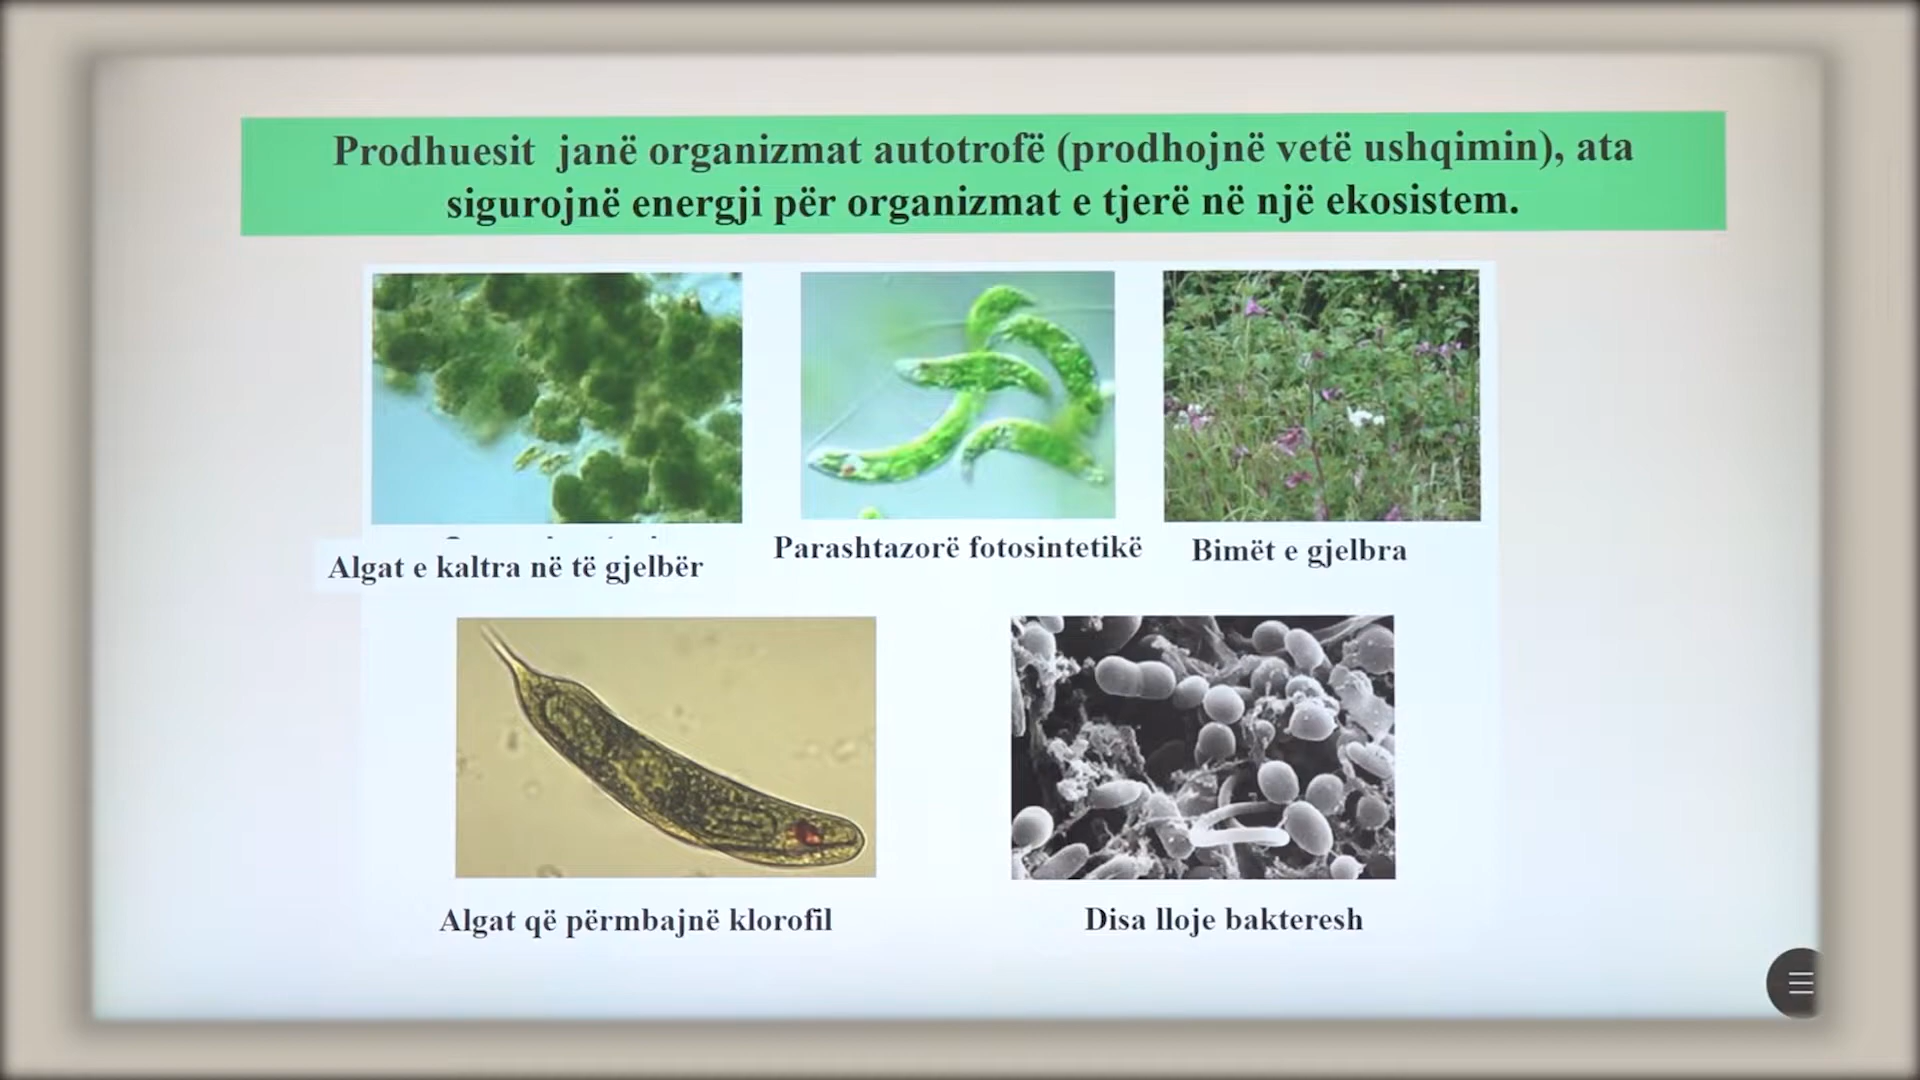 Prodhuesit janë organizmat autotrofë (prodhojnë vetë ushqimin), ata
sigurojnë energji për organizmat e tjerë në një ekosistem.
Algat e kaltra në të gjelbër
Parashtazorë fotosintetikë
Bimët e gjelbra
Algat që përmbajnë klorofil
Disa lloje bakteresh